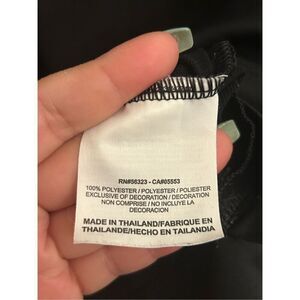 RN#56323 - CA#05553
100% POLYESTER / POLYESTER / POLIESTER
EXCLUSIVE OF DECORATION / DECORATION
NON COMPRISE / NO INCLUYE LA
DECORACION
MADE IN THAILAND/FABRIQUE EN
THAILANDE/HECHO EN TAILANDIA